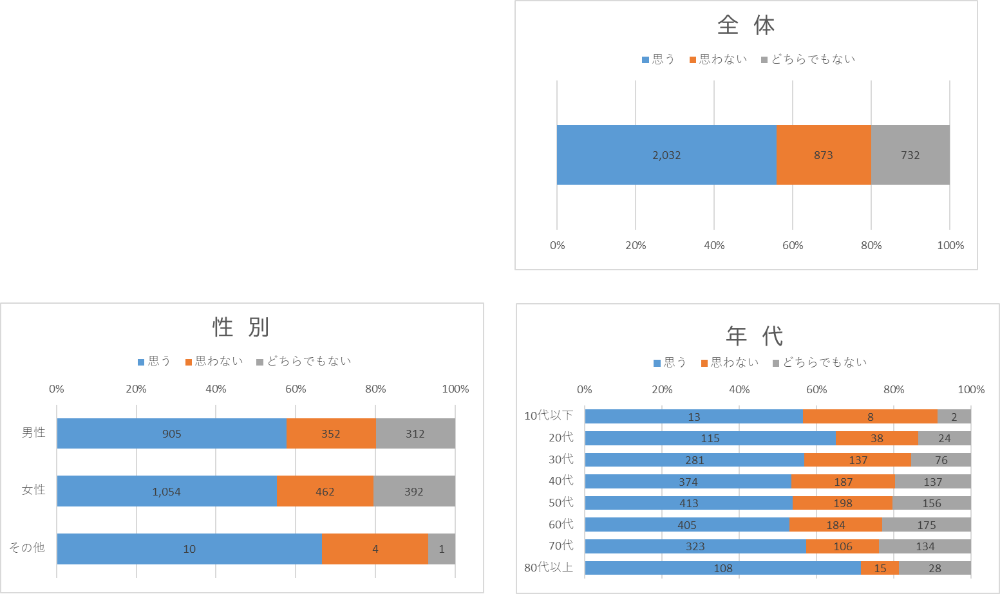 全 体
思う 思わない どちらでもない
2,032 873 732
0% 20% 40% 60% 80% 100%
性 別
思う 思わない どちらでもない
0% 20% 40% 60% 80% 100%
男性 905 352 312
女性 1,054 462 392
その他 10 4 1
年 代
思う 思わない どちらでもない
0% 20% 40% 60% 80% 100%
10代以下 13 8 2
20代 115 38 24
30代 281 137 76
40代 374 187 137
50代 413 198 156
60代 405 184 175
70代 323 106 134
80代以上 108 15 28